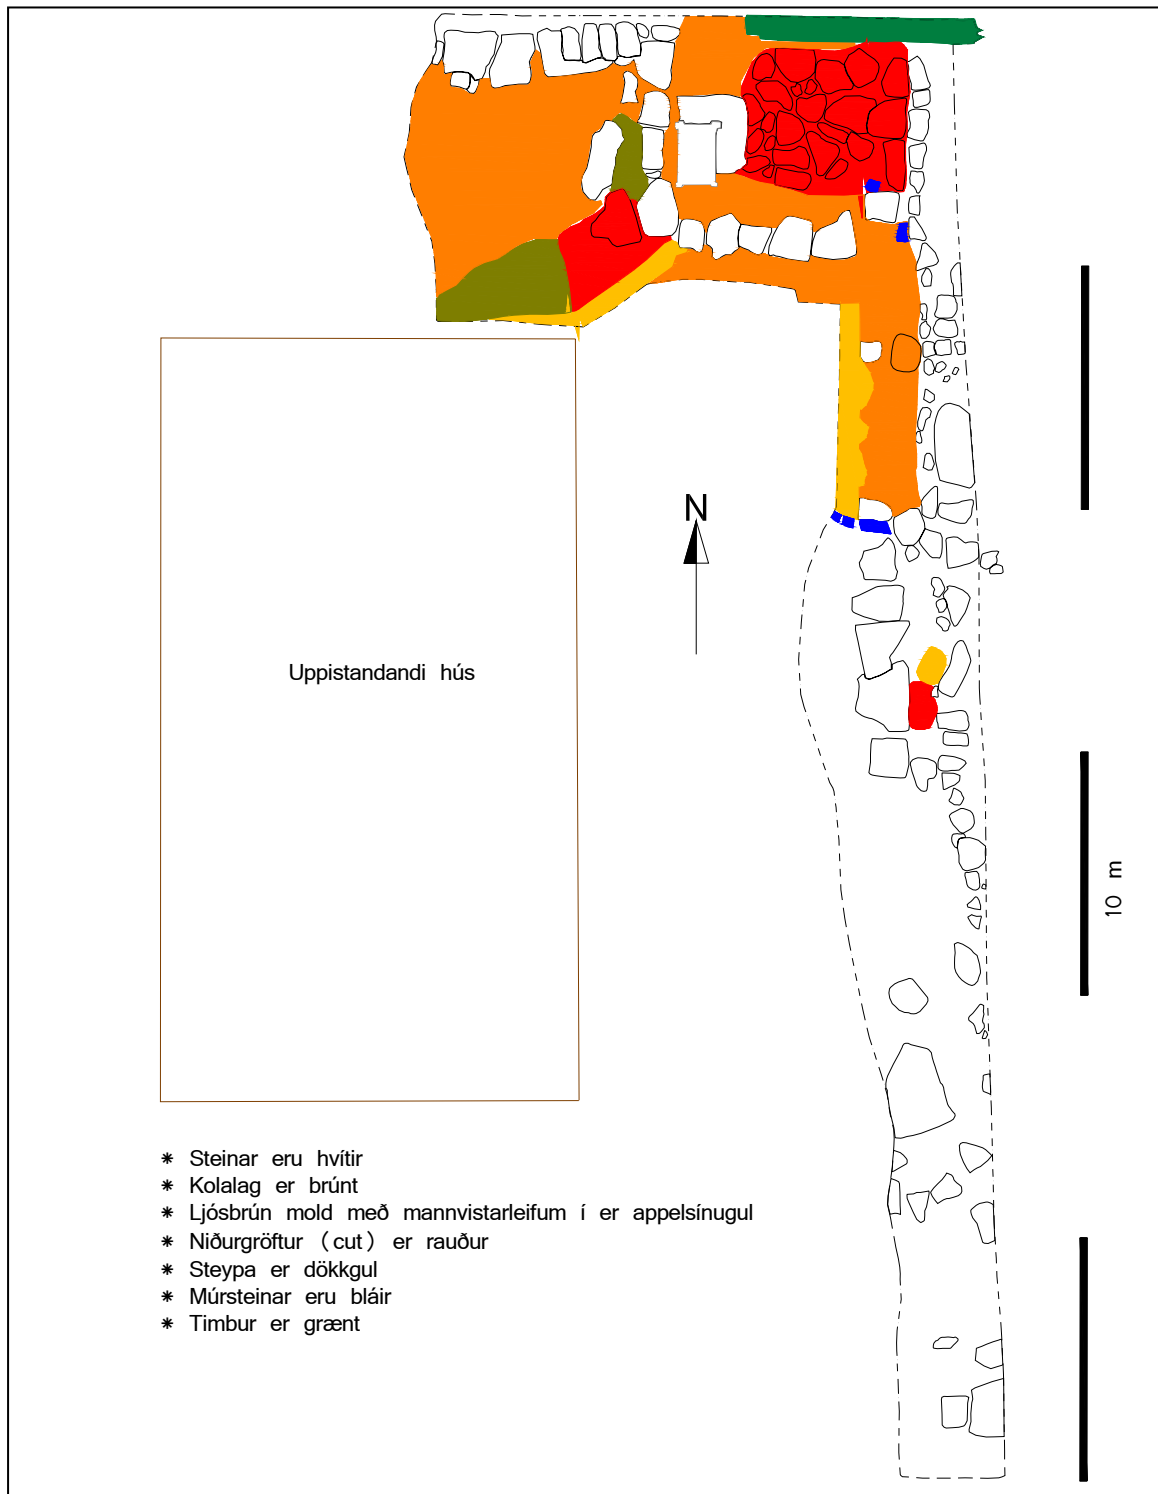 N
Uppistandandi hús
10 m
* Steinar eru hvítir
* Kolalag er brúnt
* Ljósbrún mold með mannvistarleifum í er appelsínugul
* Niðurgröftur (cut) er rauður
* Steypa er dökkgul
* Múrsteinar eru bláir
* Timbur er grænt